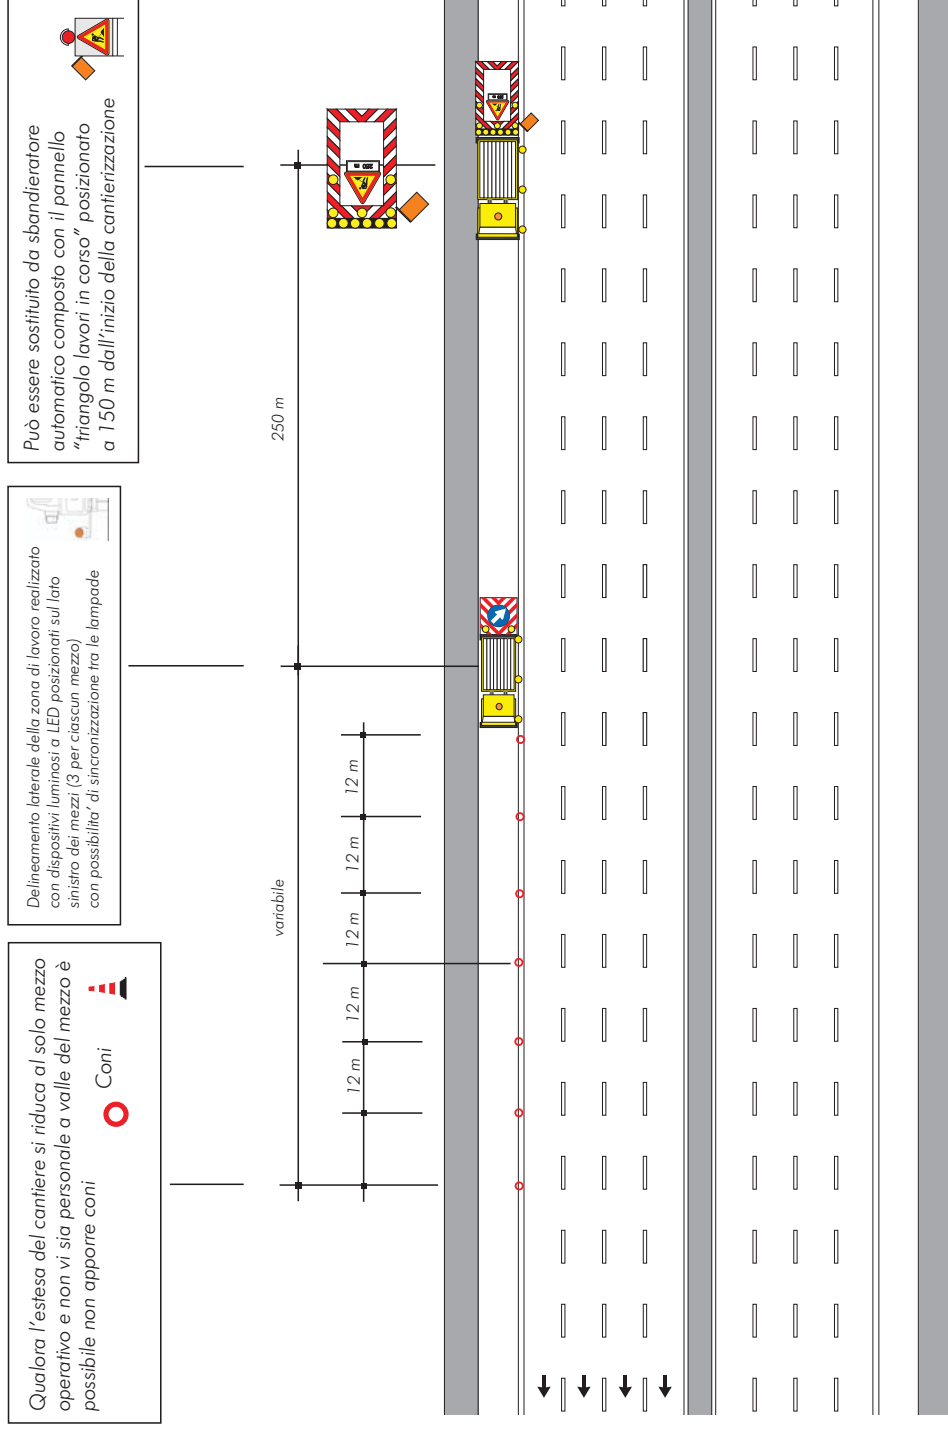 Qualora l’estesa del cantiere si riduca al solo mezzo
operativo e non vi sia personale a valle del mezzo è
possibile non apporre coni
Coni
Delineamento laterale della zona di lavoro realizzato
con dispositivi luminosi a LED posizionati sul lato
sinistro dei mezzi (3 per ciascun mezzo)
con possibilita’ di sincronizzazione tra le lampade
Può essere sostituito da sbandieratore
automatico composto con il pannello
“triangolo lavori in corso” posizionato
a 150 m dall’inizio della cantierizzazione
variabile
250 m
12 m
12 m
12 m
12 m
12 m
250 m